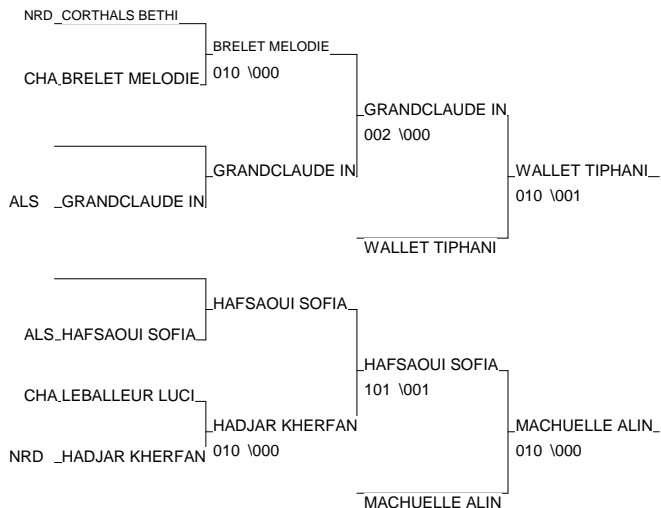 NRD CORTHALS BETHI
BRELET MELODIE
CHA BRELET MELODIE 010 \000
GRANDCLAUDE IN
002 \000
GRANDCLAUDE IN WALLET TIPHANI
ALS GRANDCLAUDE IN 010 \001
WALLET TIPHANI
HAFSAOUI SOFIA
ALS HAFSAOUI SOFIA
HAFSAOUI SOFIA
CHA LEBALLEUR LUCI 101 \001
HADJAR KHERFAN MACHUELLE ALIN
NRD HADJAR KHERFAN 010 \000 010 \000
MACHUELLE ALIN